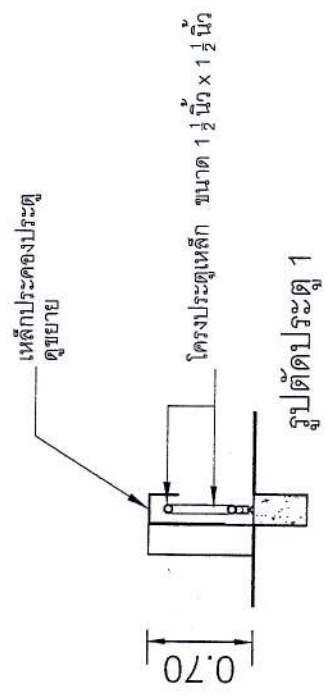 เหล็กประคองประตู
ดูขยาย
โครงประตูเหล็ก ขนาด 1 1/2 นิ้ว x 1 1/2 นิ้ว
0.70
รูปตัดประตู 1